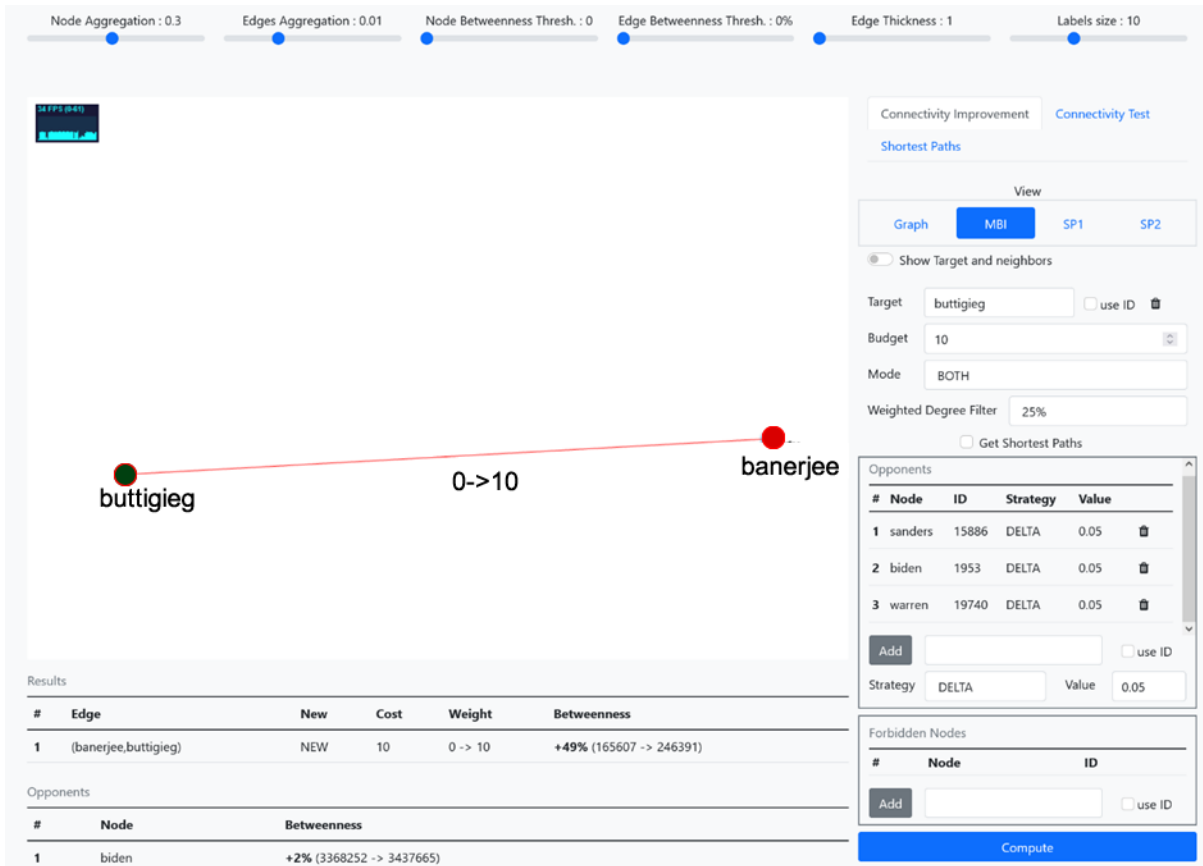 Node Aggregation : 0.3 Edges Aggregation : 0.01 Node Betweenness Thresh. : 0 Edge Betweenness Thresh. : 0% Edge Thickness : 1 Labels size : 10
34 FPS (0-61)
Connectivity Improvement Connectivity Test
Shortest Paths
View
Graph MBI SP1 SP2
Show Target and neighbors
Target buttigieg use ID
Budget 10
Mode BOTH
Weighted Degree Filter 25%
Get Shortest Paths
buttigieg 0->10 banerjee
Opponents
# Node ID Strategy Value
1 sanders 15886 DELTA 0.05
2 biden 1953 DELTA 0.05
3 warren 19740 DELTA 0.05
Add use ID
Strategy DELTA Value 0.05
Forbidden Nodes
# Node ID
Add use ID
Compute
Results
# Edge New Cost Weight Betweenness
1 (banerjee,buttigieg) NEW 10 0 -> 10 +49% (165607 -> 246391)
Opponents
# Node Betweenness
1 biden +2% (3368252 -> 3437665)